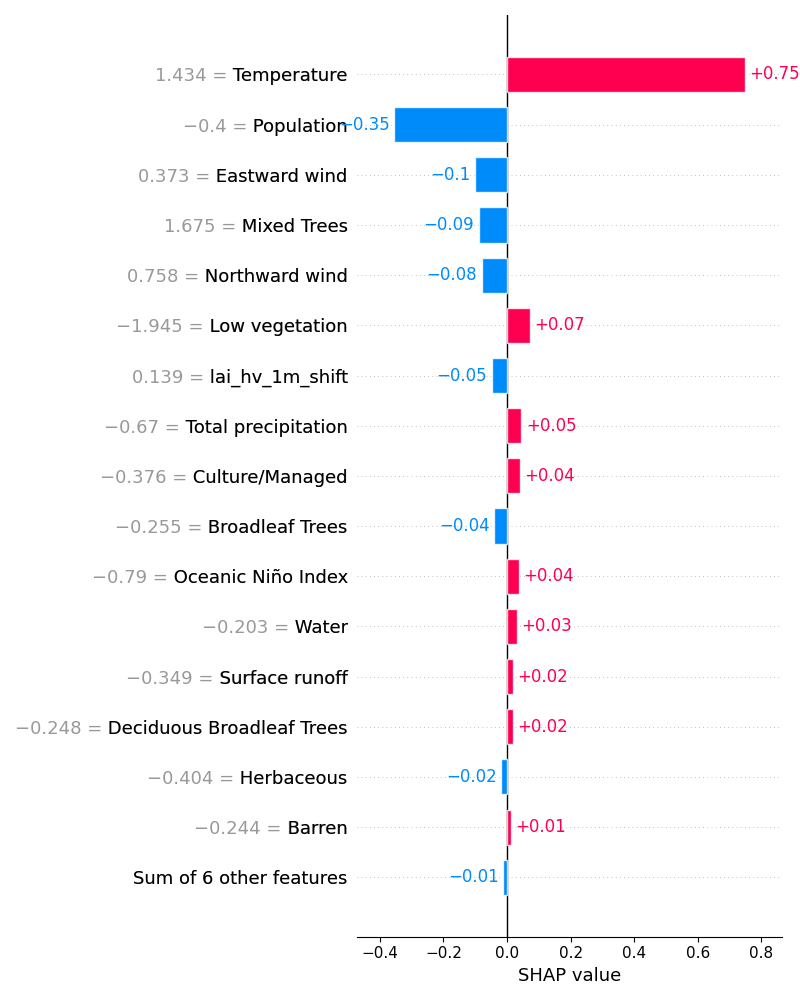 1.434 = Temperature +0.75
−0.4 = Population −0.35
0.373 = Eastward wind −0.1
1.675 = Mixed Trees −0.09
0.758 = Northward wind −0.08
−1.945 = Low vegetation +0.07
0.139 = lai_hv_1m_shift −0.05
−0.67 = Total precipitation +0.05
−0.376 = Culture/Managed +0.04
−0.255 = Broadleaf Trees −0.04
−0.79 = Oceanic Niño Index +0.04
−0.203 = Water +0.03
−0.349 = Surface runoff +0.02
−0.248 = Deciduous Broadleaf Trees +0.02
−0.404 = Herbaceous −0.02
−0.244 = Barren +0.01
Sum of 6 other features −0.01
−0.4 −0.2 0.0 0.2 0.4 0.6 0.8
SHAP value